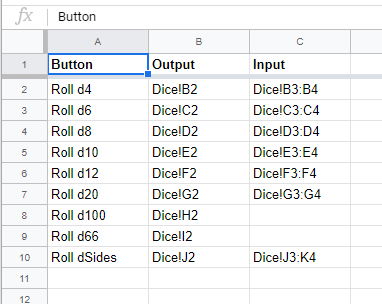 fx Button
A B C
1 Button Output Input
2 Roll d4 Dice!B2 Dice!B3:B4
3 Roll d6 Dice!C2 Dice!C3:C4
4 Roll d8 Dice!D2 Dice!D3:D4
5 Roll d10 Dice!E2 Dice!E3:E4
6 Roll d12 Dice!F2 Dice!F3:F4
7 Roll d20 Dice!G2 Dice!G3:G4
8 Roll d100 Dice!H2
9 Roll d66 Dice!I2
10 Roll dSides Dice!J2 Dice!J3:K4
11
12